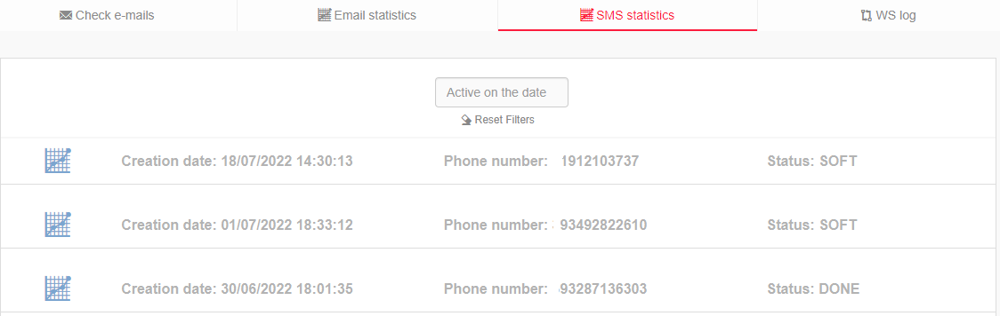 Check e-mails Email statistics SMS statistics WS log
Active on the date
Reset Filters
Creation date: 18/07/2022 14:30:13 Phone number: 1912103737 Status: SOFT
Creation date: 01/07/2022 18:33:12 Phone number: 93492822610 Status: SOFT
Creation date: 30/06/2022 18:01:35 Phone number: 93287136303 Status: DONE